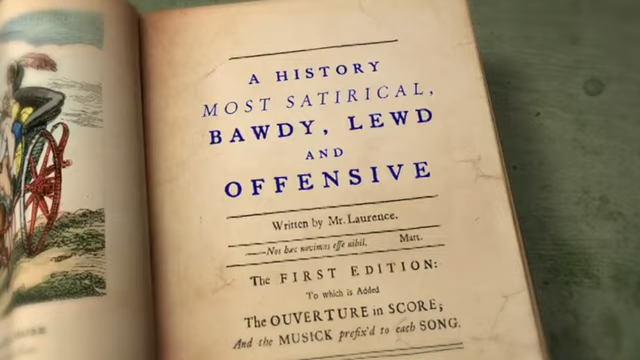 A HISTORY
MOST SATIRICAL,
BAWDY, LEWD
AND
OFFENSIVE
Written by Mr. Laurence.
——Nos hæc novimus esse nihil. Matt.
The FIRST EDITION:
To which is Added
The OUVERTURE in SCORE;
And the MUSICK prefix'd to each SONG.